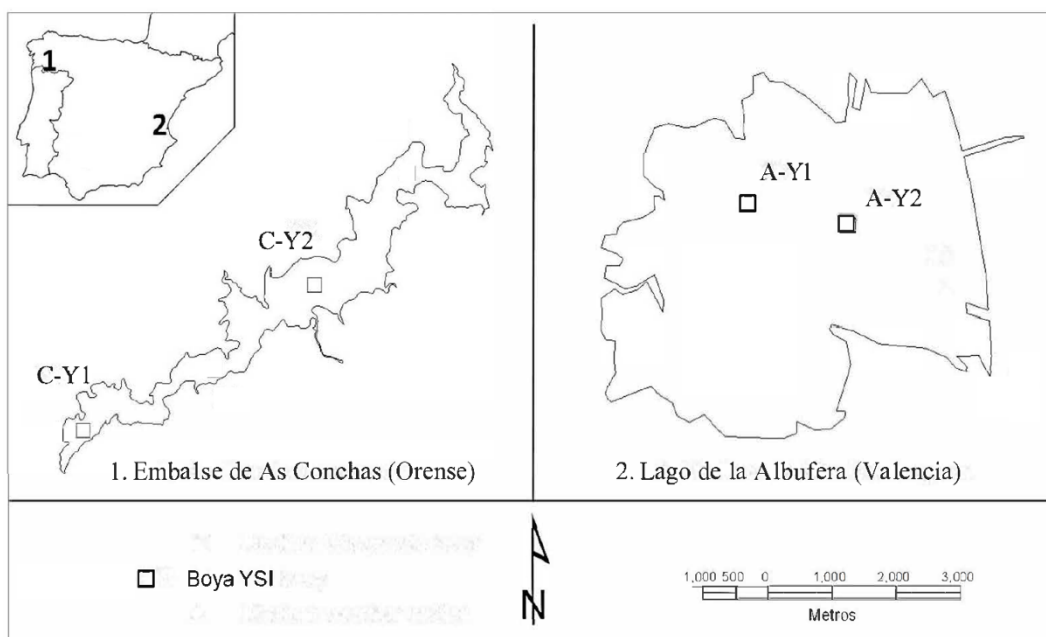 1
2
C-Y2
C-Y1
1. Embalse de As Conchas (Orense)
A-Y1
A-Y2
2. Lago de la Albufera (Valencia)
Boya YSI
N
1,000 500 0 1,000 2,000 3,000
Metros